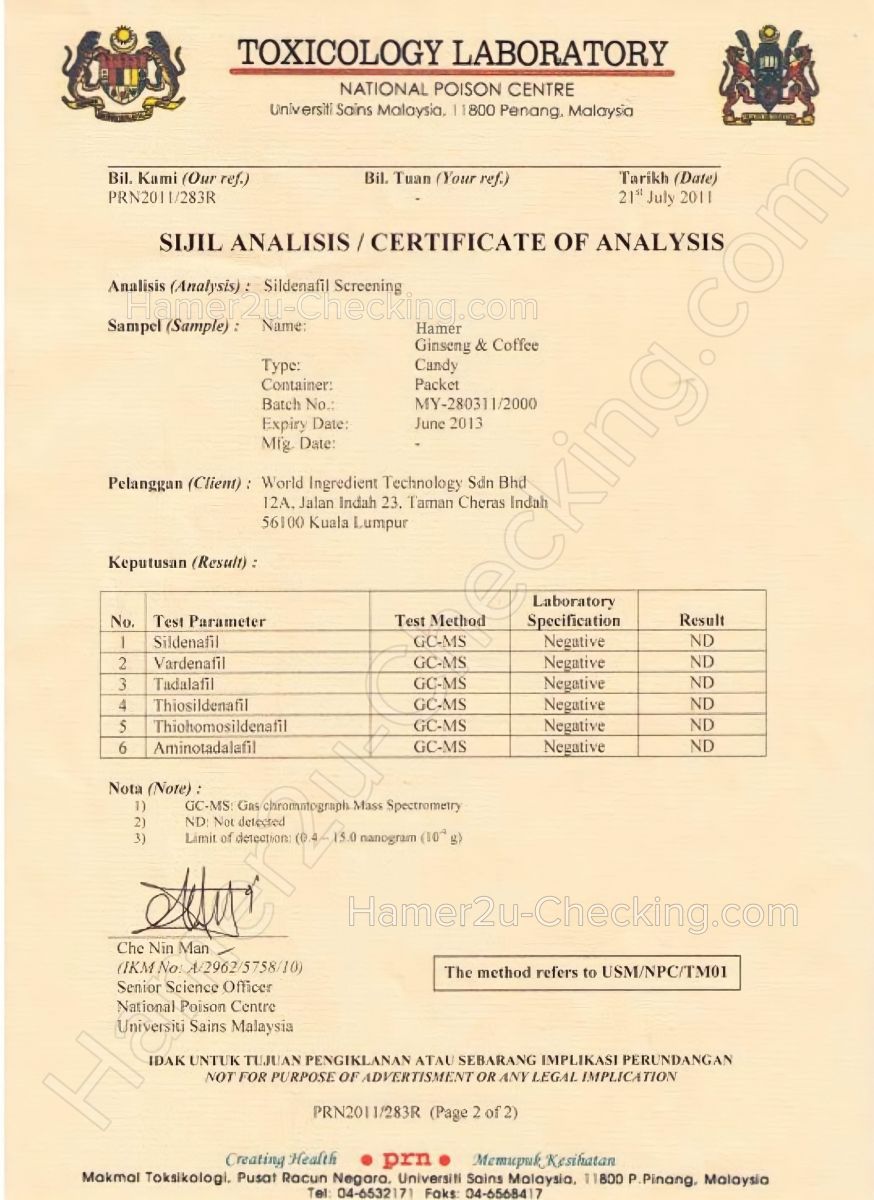 TOXICOLOGY LABORATORY
NATIONAL POISON CENTRE
Universiti Sains Malaysia, 11800 Penang, Malaysia
Bil. Kami (Our ref.) Bil. Tuan (Your ref.) Tarikh (Date)
PRN2011/283R - 21st July 2011
SIJIL ANALISIS / CERTIFICATE OF ANALYSIS
Analisis (Analysis) : Sildenafil Screening
Hamer2u-Checking.com
Sampel (Sample) : Name: Hamer
Ginseng & Coffee
Type: Candy
Container: Packet
Batch No.: MY-280311/2000
Expiry Date: June 2013
Mfg. Date: -
Pelanggan (Client) : World Ingredient Technology Sdn Bhd
12A, Jalan Indah 23, Taman Cheras Indah
56100 Kuala Lumpur
Keputusan (Result) :
No. Test Parameter Test Method Laboratory Specification Result
1 Sildenafil GC-MS Negative ND
2 Vardenafil GC-MS Negative ND
3 Tadalafil GC-MS Negative ND
4 Thiosildenafil GC-MS Negative ND
5 Thiohomosildenafil GC-MS Negative ND
6 Aminotadalafil GC-MS Negative ND
Nota (Note) :
1) GC-MS: Gas chromatograph Mass Spectrometry
2) ND: Not detected
3) Limit of detection: (0.4 – 15.0 nanogram (10 g)
Hamer2u-Checking.com
Che Nin Man
(IKM No: A/2962/5758/10)
Senior Science Officer
National Poison Centre
Universiti Sains Malaysia
The method refers to USM/NPC/TM01
IDAK UNTUK TUJUAN PENGIKLANAN ATAU SEBARANG IMPLIKASI PERUNDANGAN
NOT FOR PURPOSE OF ADVERTISMENT OR ANY LEGAL IMPLICATION
PRN2011/283R (Page 2 of 2)
Creating Health prn Memupuk Kesihatan
Makmal Toksikologi, Pusat Racun Negara, Universiti Sains Malaysia, 11800 P.Pinang, Malaysia
Tel: 04-6532171 Faks: 04-6568417
Hamer2u-Checking.com